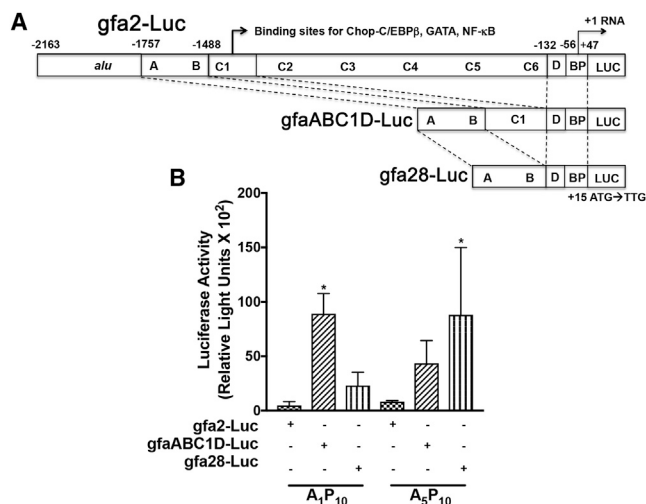 A
gfa2-Luc
Binding sites for Chop-C/EBPβ, GATA, NF-κB
+1 RNA
-2163 -1757 -1488 -132 -56 +47
alu A B C1 C2 C3 C4 C5 C6 D BP LUC
gfaABC1D-Luc A B C1 D BP LUC
gfa28-Luc A B D BP LUC
+15 ATG→TTG
B
Luciferase Activity
(Relative Light Units X 10²)
200
150
100
50
0
* *
gfa2-Luc + - - + - -
gfaABC1D-Luc - + - - + -
gfa28-Luc - - + - - +
A₁P₁₀ A₅P₁₀